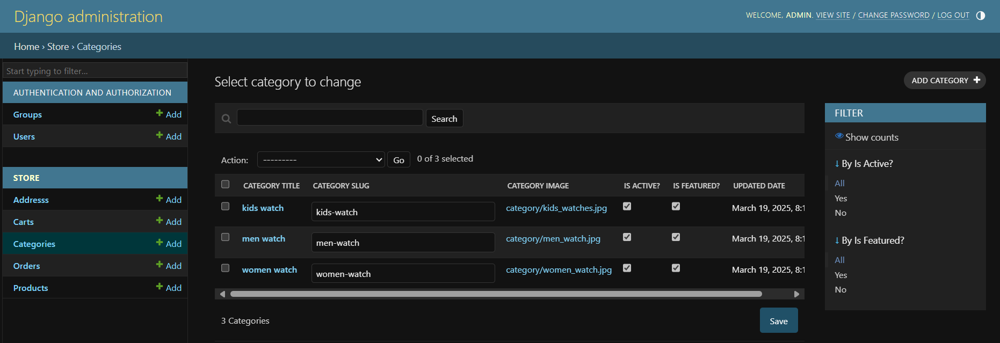 Django administration
WELCOME, ADMIN. VIEW SITE / CHANGE PASSWORD / LOG OUT
Home › Store › Categories
Start typing to filter...
AUTHENTICATION AND AUTHORIZATION
Groups Add
Users Add
STORE
Addresss Add
Carts Add
Categories Add
Orders Add
Products Add
Select category to change
ADD CATEGORY
Search
Action: --------- Go 0 of 3 selected
CATEGORY TITLE CATEGORY SLUG CATEGORY IMAGE IS ACTIVE? IS FEATURED? UPDATED DATE
kids watch kids-watch category/kids_watches.jpg March 19, 2025, 8:1
men watch men-watch category/men_watch.jpg March 19, 2025, 8:1
women watch women-watch category/women_watch.jpg March 19, 2025, 8:1
3 Categories
Save
FILTER
Show counts
↓ By Is Active?
All
Yes
No
↓ By Is Featured?
All
Yes
No